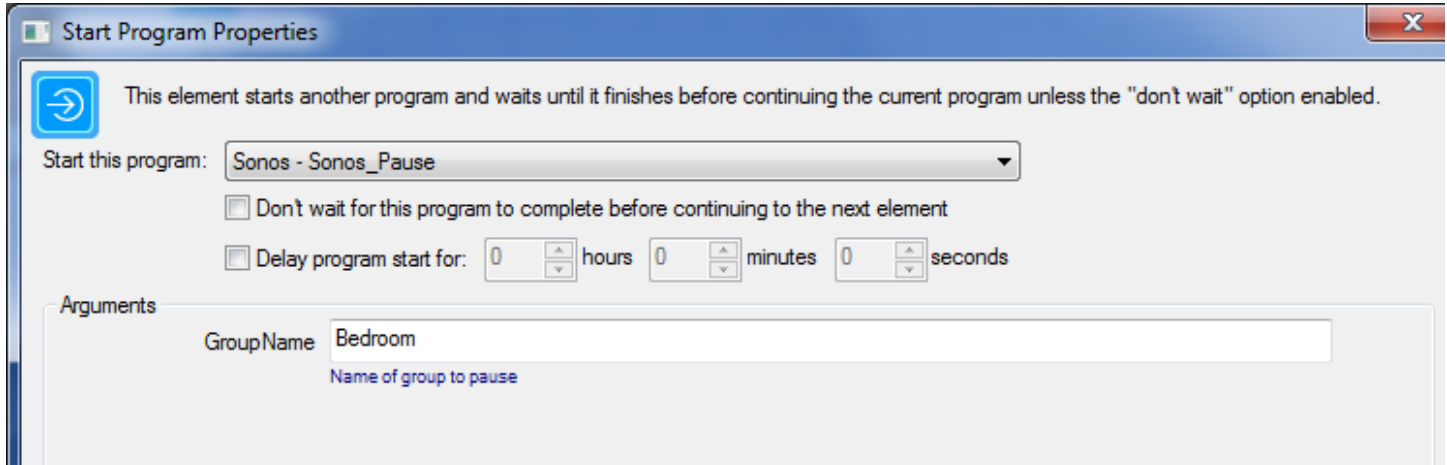 Start Program Properties
This element starts another program and waits until it finishes before continuing the current program unless the "don't wait" option enabled.
Start this program: Sonos - Sonos_Pause
Don't wait for this program to complete before continuing to the next element
Delay program start for: 0 hours 0 minutes 0 seconds
Arguments
GroupName Bedroom
Name of group to pause